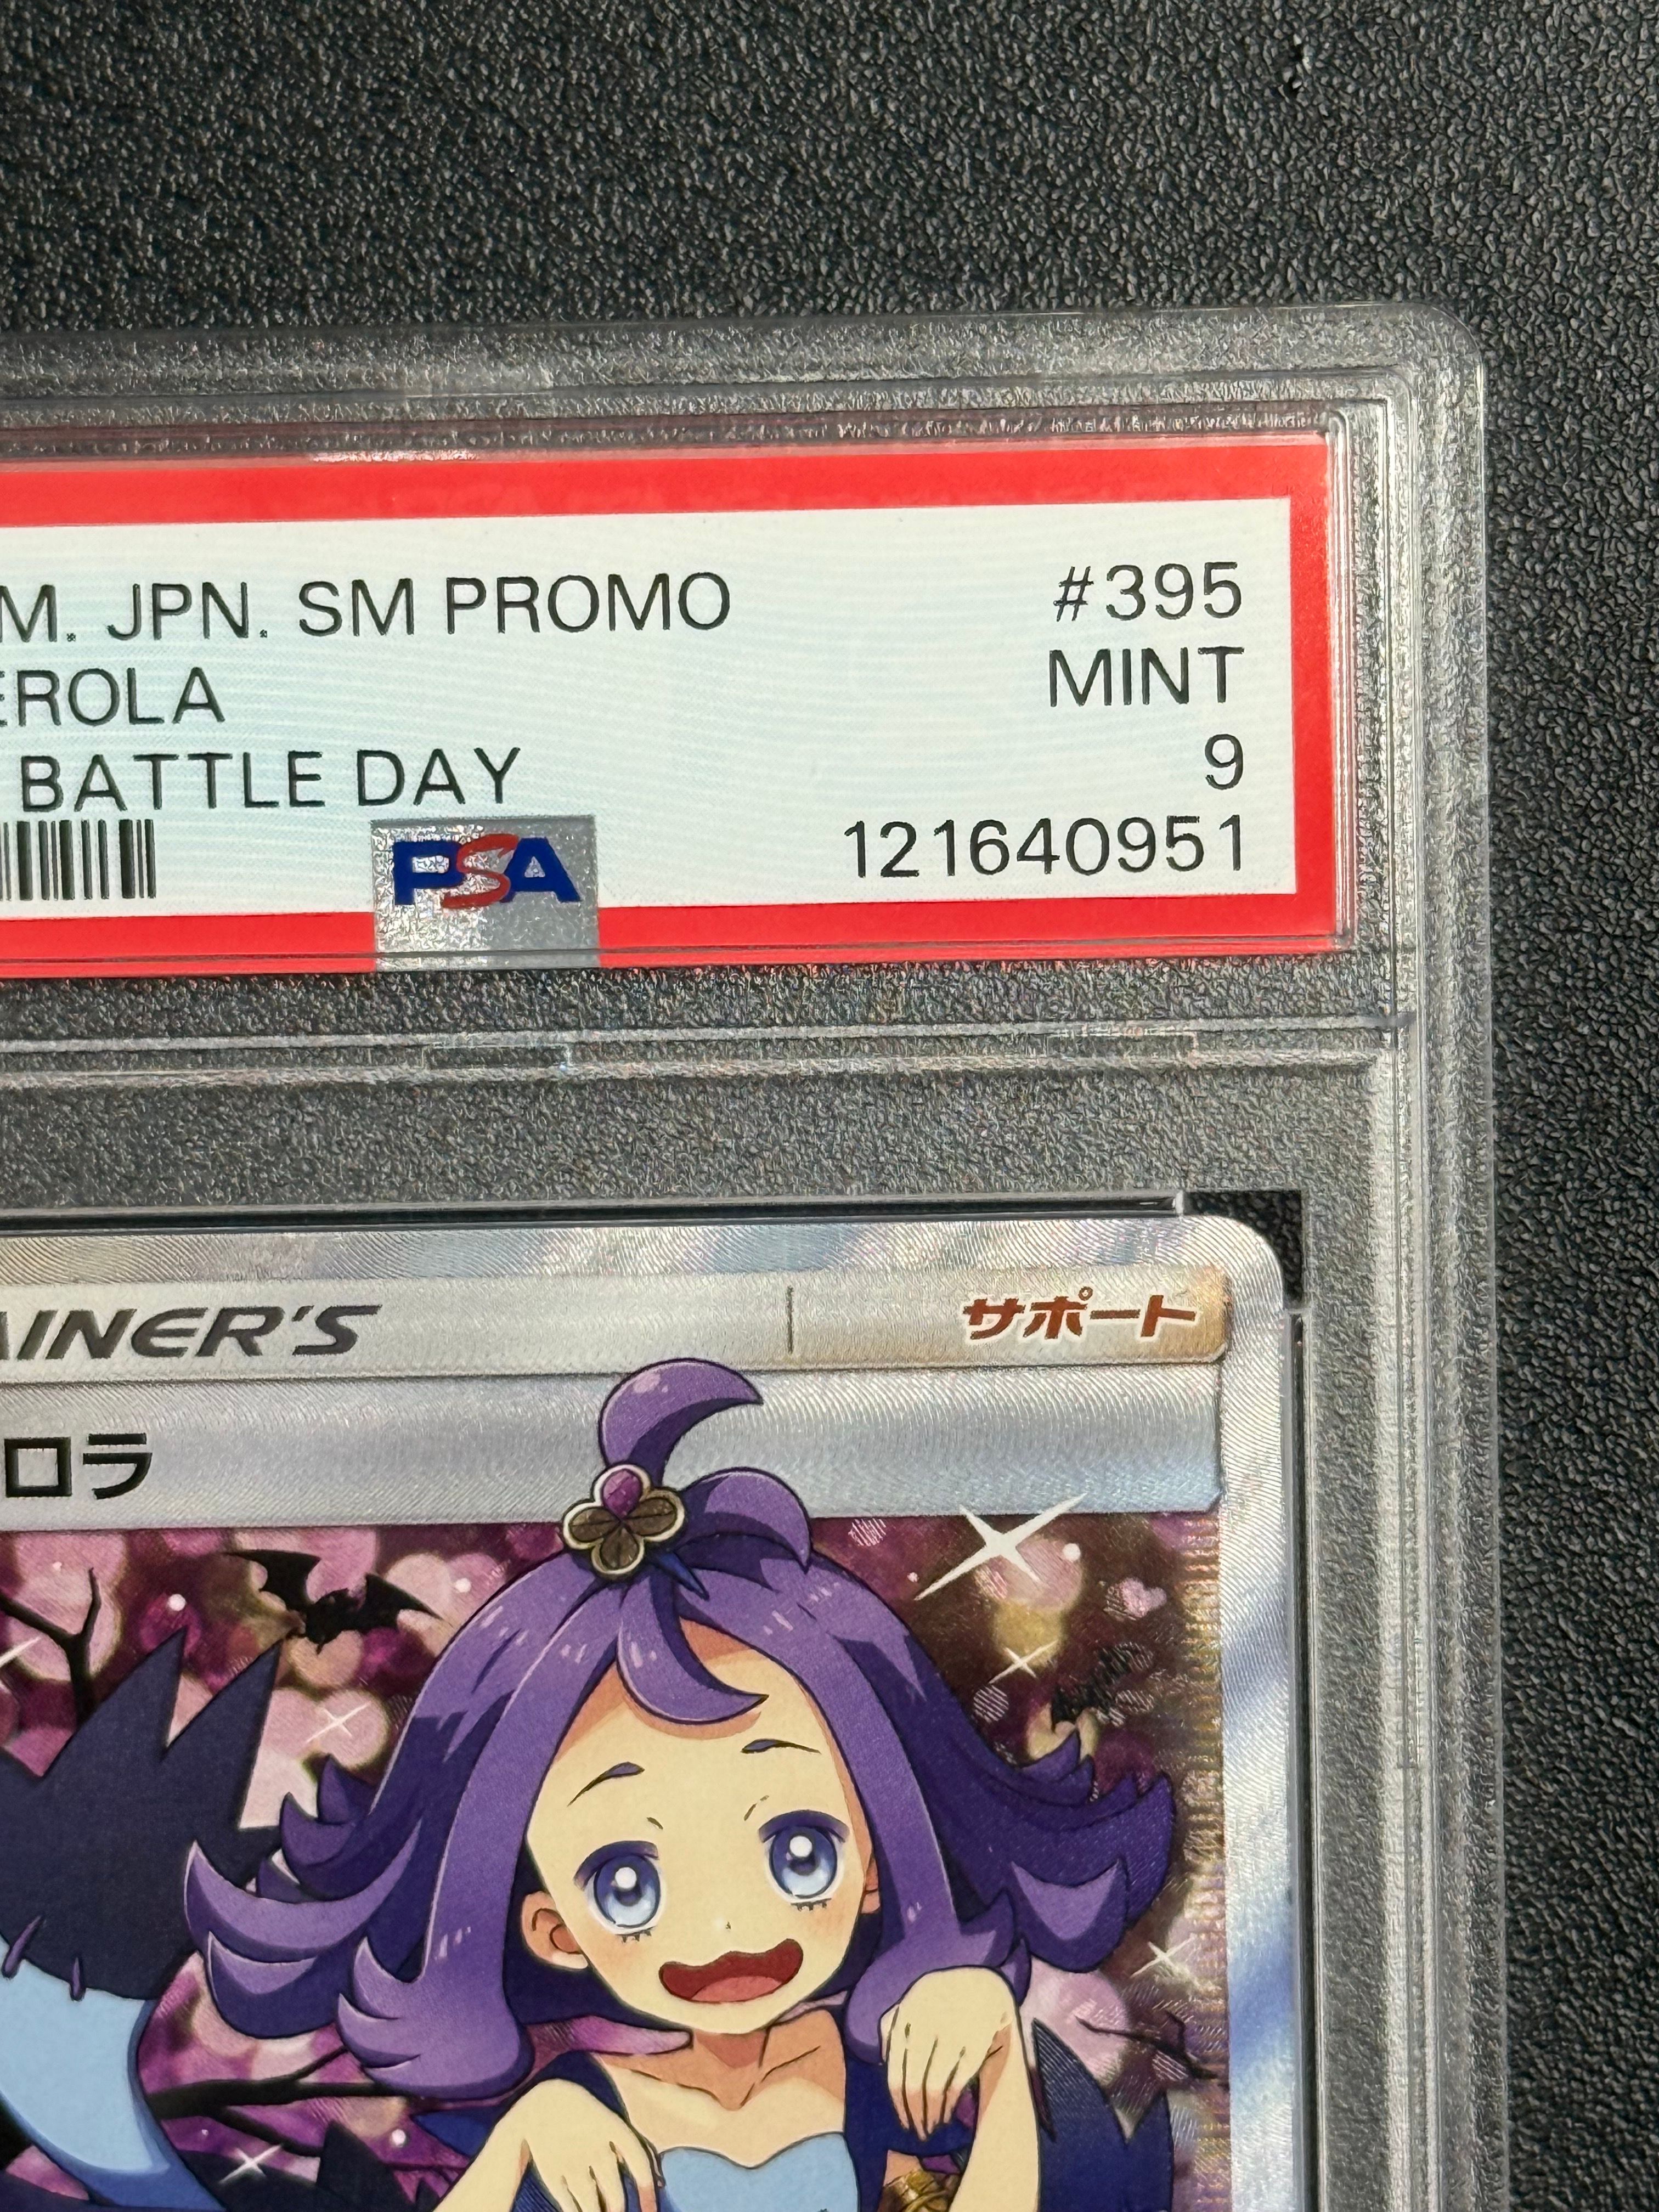 M. JPN. SM PROMO #395
EROLA MINT
BATTLE DAY 9
PSA 121640951
AINER'S サポート
ロラ